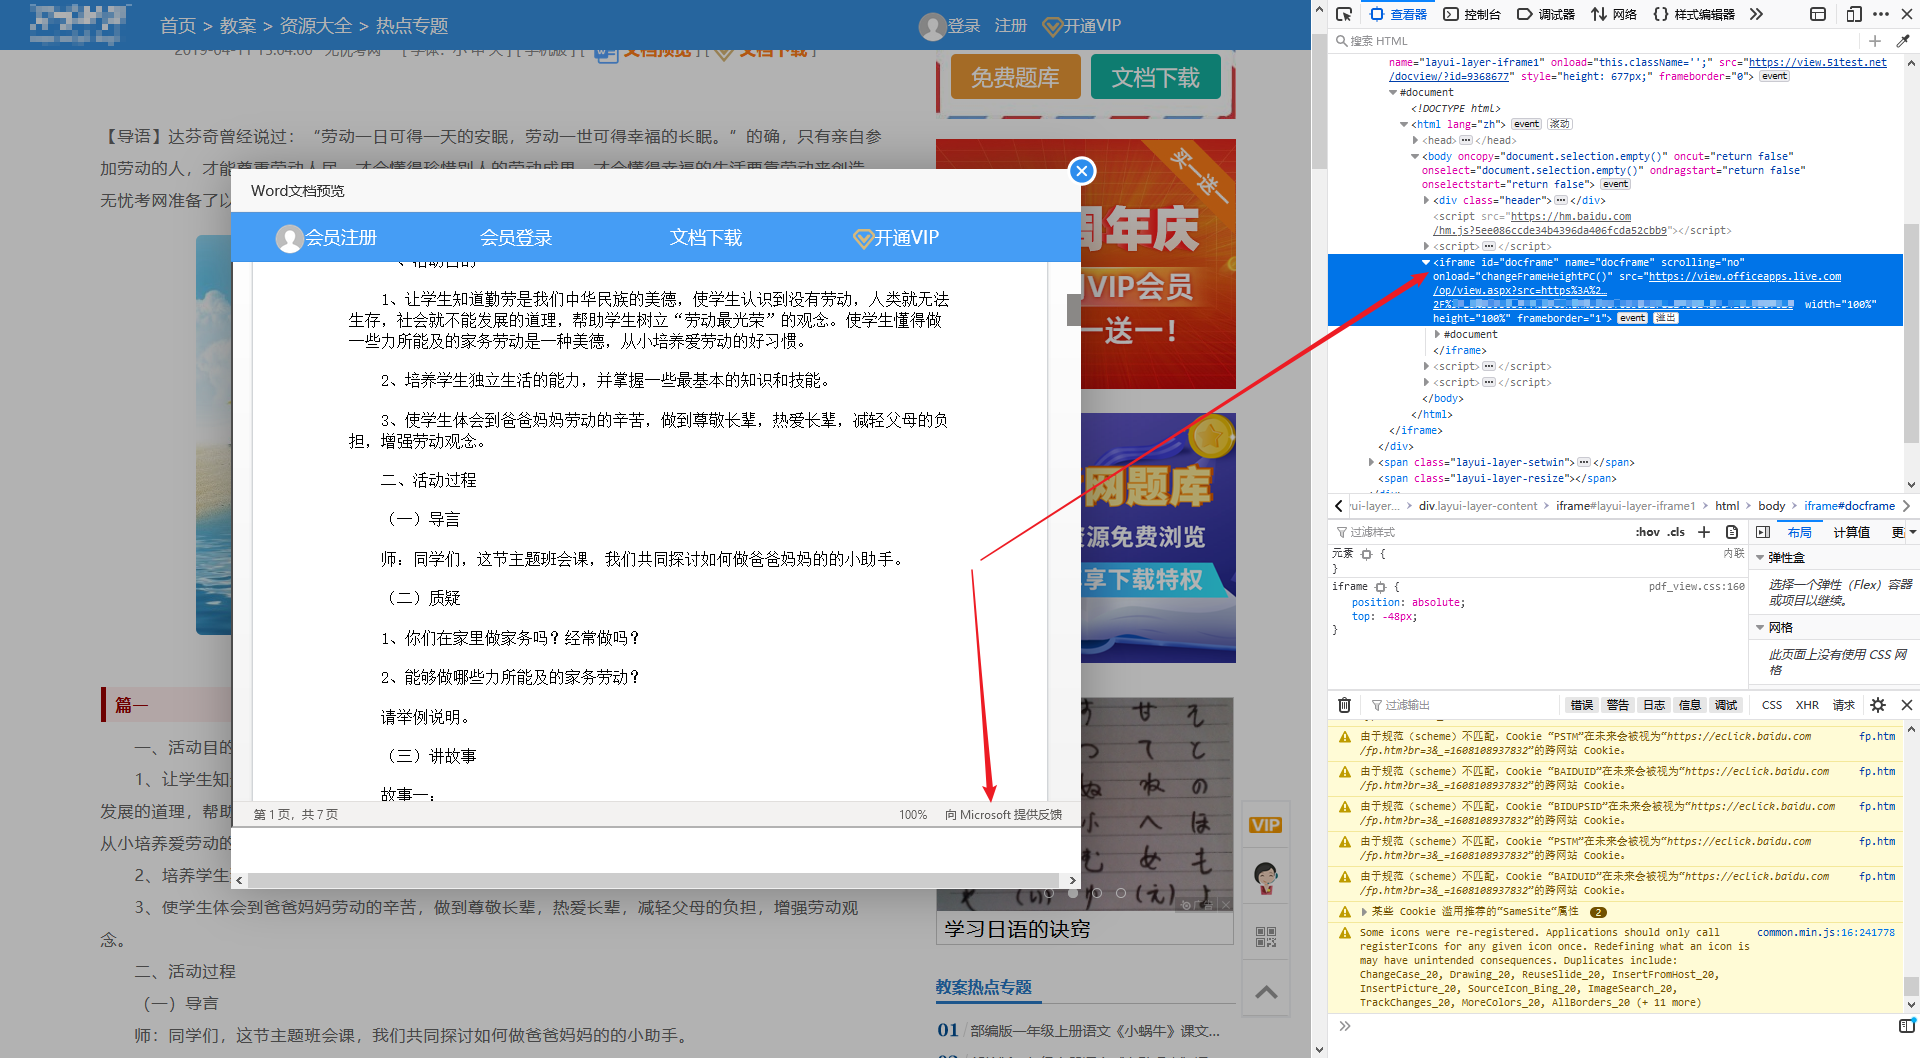 首页 > 教案 > 资源大全 > 热点专题
登录 注册 开通VIP
【导语】达芬奇曾经说过：“劳动一日可得一天的安眠，劳动一世可得幸福的长眠。”的确，只有亲自参
无忧考网准备了以
篇一
一、活动目的
1、让学生知
发展的道理，帮助
从小培养爱劳动的
2、培养学生
3、使学生体会到爸爸妈妈劳动的辛苦，做到尊敬长辈，热爱长辈，减轻父母的负担，增强劳动观
念。
二、活动过程
（一）导言
师：同学们，这节主题班会课，我们共同探讨如何做爸爸妈妈的的小助手。
Word文档预览
会员注册 会员登录 文档下载 开通VIP
1、让学生知道勤劳是我们中华民族的美德，使学生认识到没有劳动，人类就无法
生存，社会就不能发展的道理，帮助学生树立“劳动最光荣”的观念。使学生懂得做
一些力所能及的家务劳动是一种美德，从小培养爱劳动的好习惯。
2、培养学生独立生活的能力，并掌握一些最基本的知识和技能。
3、使学生体会到爸爸妈妈劳动的辛苦，做到尊敬长辈，热爱长辈，减轻父母的负
担，增强劳动观念。
二、活动过程
（一）导言
师：同学们，这节主题班会课，我们共同探讨如何做爸爸妈妈的的小助手。
（二）质疑
1、你们在家里做家务吗？经常做吗？
2、能够做哪些力所能及的家务劳动？
请举例说明。
（三）讲故事
故事一：
第 1 页，共 7 页 100% 向 Microsoft 提供反馈
免费题库 文档下载
买一送一
周年庆
VIP会员
一送一！
网题库
资源免费浏览
享下载特权
学习日语的诀窍
VIP
教案热点专题
01 部编版一年级上册语文《小蜗牛》课文...
查看器 控制台 调试器 网络 样式编辑器
搜索 HTML
name="layui-layer-iframe1" onload="this.className='';" src="https://view.51test.net
/docview/?id=9368677" style="height: 677px;" frameborder="0"> event
#document
<!DOCTYPE html>
<html lang="zh"> event 滚动
<head> ••• </head>
<body oncopy="document.selection.empty()" oncut="return false"
onselect="document.selection.empty()" ondragstart="return false"
onselectstart="return false"> event
<div class="header"> ••• </div>
<script src="https://hm.baidu.com
/hm.js?5ee086ccde34b4396da406fcda52cbb9"></script>
<script> ••• </script>
<iframe id="docframe" name="docframe" scrolling="no"
onload="changeFrameHeightPC()" src="https://view.officeapps.live.com
/op/view.aspx?src=https%3A%2…
2F% width="100%"
height="100%" frameborder="1"> event 溢出
#document
</iframe>
<script> ••• </script>
<script> ••• </script>
</body>
</html>
</iframe>
</div>
<span class="layui-layer-setwin"> ••• </span>
<span class="layui-layer-resize"></span>
yui-layer... > div.layui-layer-content > iframe#layui-layer-iframe1 > html > body > iframe#docframe
过滤样式 :hov .cls +
元素 { 内联
}
iframe { pdf_view.css:160
position: absolute;
top: -48px;
}
布局 计算值 更
弹性盒
选择一个弹性（Flex）容器
或项目以继续。
网格
此页面上没有使用 CSS 网
格
过滤输出 错误 警告 日志 信息 调试 CSS XHR 请求
由于规范（scheme）不匹配，Cookie “PSTM”在未来会被视为“https://eclick.baidu.com fp.htm
/fp.htm?br=3&_=1608108937832”的跨网站 Cookie。
由于规范（scheme）不匹配，Cookie “BAIDUID”在未来会被视为“https://eclick.baidu.com fp.htm
/fp.htm?br=3&_=1608108937832”的跨网站 Cookie。
由于规范（scheme）不匹配，Cookie “BIDUPSID”在未来会被视为“https://eclick.baidu.com fp.htm
/fp.htm?br=3&_=1608108937832”的跨网站 Cookie。
由于规范（scheme）不匹配，Cookie “PSTM”在未来会被视为“https://eclick.baidu.com fp.htm
/fp.htm?br=3&_=1608108937832”的跨网站 Cookie。
由于规范（scheme）不匹配，Cookie “BAIDUID”在未来会被视为“https://eclick.baidu.com fp.htm
/fp.htm?br=3&_=1608108937832”的跨网站 Cookie。
某些 Cookie 滥用推荐的“SameSite“属性 2
Some icons were re-registered. Applications should only call common.min.js:16:241778
registerIcons for any given icon once. Redefining what an icon is
may have unintended consequences. Duplicates include:
ChangeCase_20, Drawing_20, ReuseSlide_20, InsertFromHost_20,
InsertPicture_20, SourceIcon_Bing_20, ImageSearch_20,
TrackChanges_20, MoreColors_20, AllBorders_20 (+ 11 more)